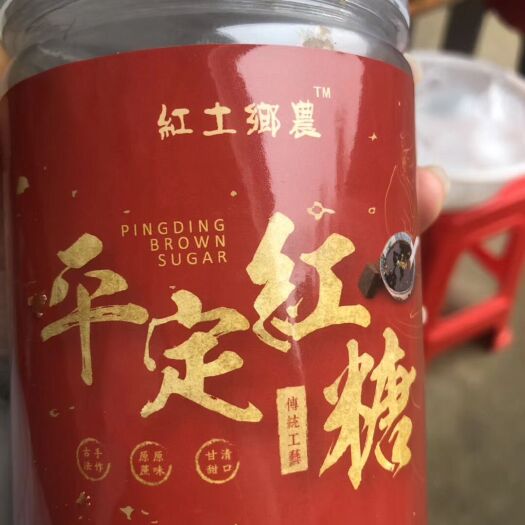 紅土鄉農™
PINGDING
BROWN
SUGAR
平定紅糖
傳統工藝
古法手作
原蔗原味
甘甜清口